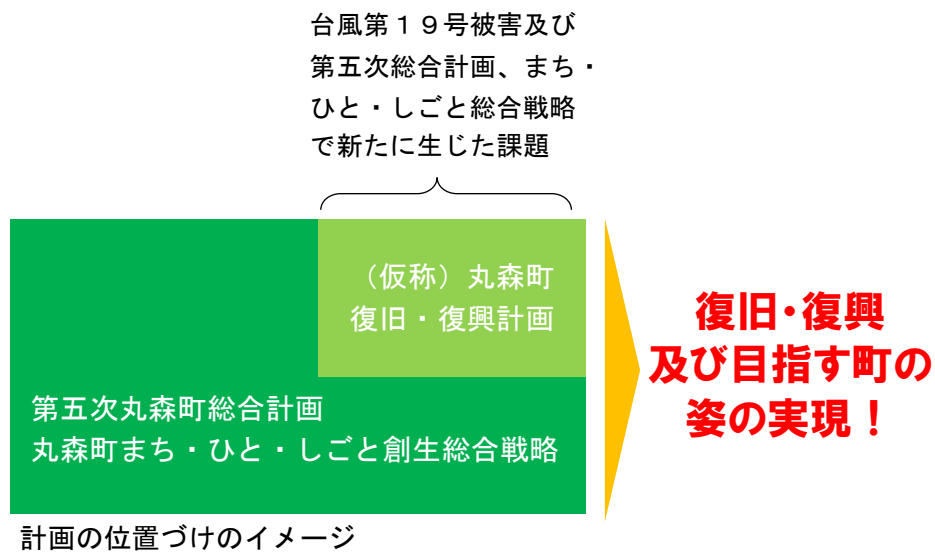 台風第１９号被害及び
第五次総合計画、まち・
ひと・しごと総合戦略
で新たに生じた課題
（仮称）丸森町
復旧・復興計画
第五次丸森町総合計画
丸森町まち・ひと・しごと創生総合戦略
復旧・復興
及び目指す町の
姿の実現！
計画の位置づけのイメージ